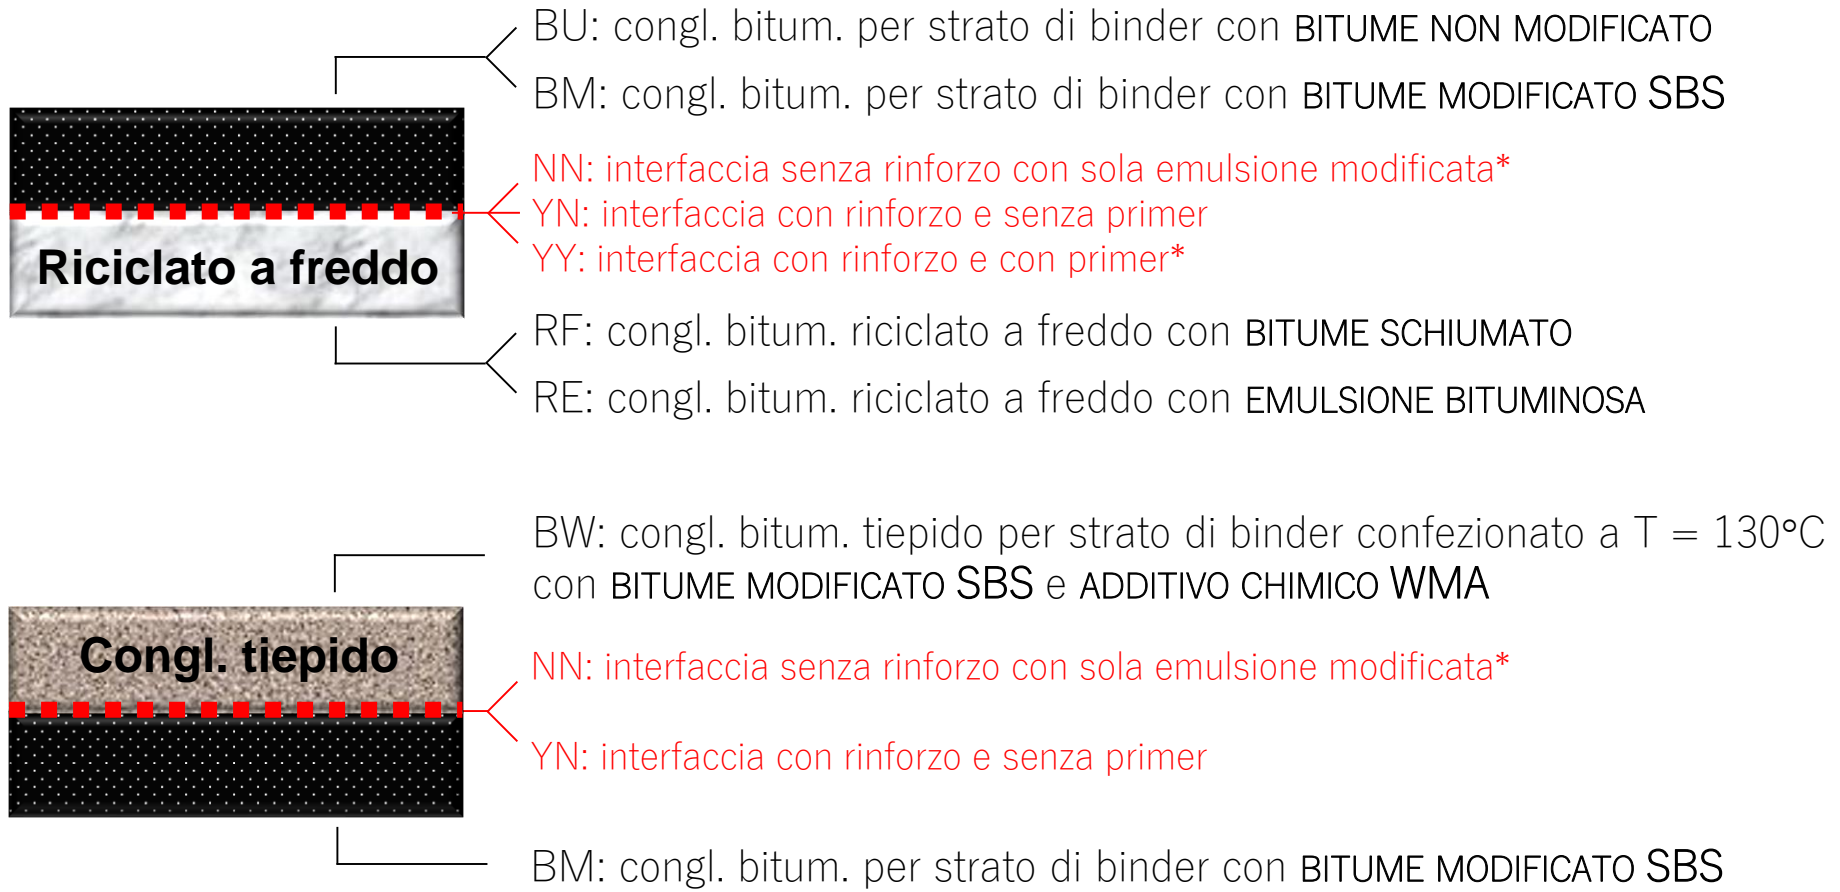 BU: congl. bitum. per strato di binder con BITUME NON MODIFICATO
BM: congl. bitum. per strato di binder con BITUME MODIFICATO SBS
NN: interfaccia senza rinforzo con sola emulsione modificata*
YN: interfaccia con rinforzo e senza primer
YY: interfaccia con rinforzo e con primer*
Riciclato a freddo
RF: congl. bitum. riciclato a freddo con BITUME SCHIUMATO
RE: congl. bitum. riciclato a freddo con EMULSIONE BITUMINOSA
BW: congl. bitum. tiepido per strato di binder confezionato a T = 130°C
con BITUME MODIFICATO SBS e ADDITIVO CHIMICO WMA
Congl. tiepido
NN: interfaccia senza rinforzo con sola emulsione modificata*
YN: interfaccia con rinforzo e senza primer
BM: congl. bitum. per strato di binder con BITUME MODIFICATO SBS